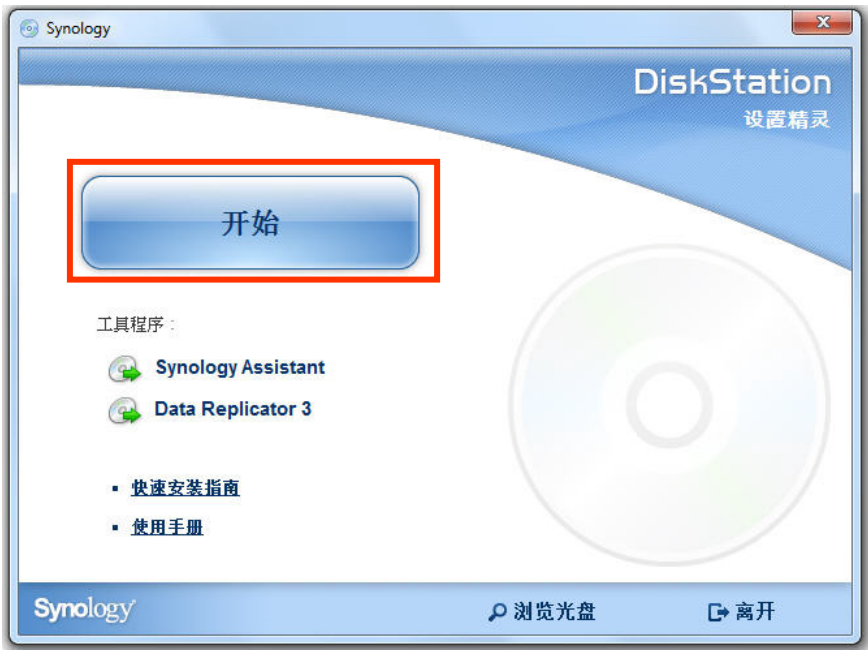 Synology
DiskStation
设置精灵
开始
工具程序：
Synology Assistant
Data Replicator 3
快速安装指南
使用手册
Synology
浏览光盘
离开